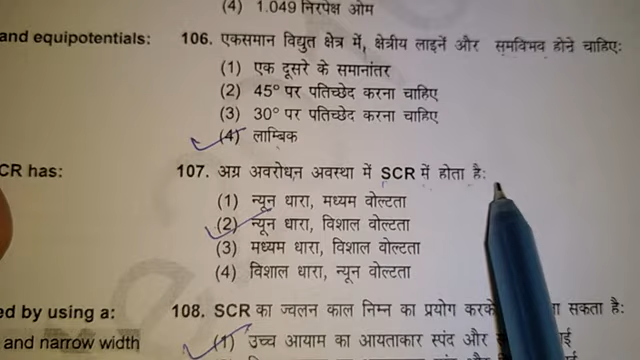 (4) 1.049 निरपेक्ष ओम
and equipotentials:
106. एकसमान विद्युत क्षेत्र में, क्षेत्रीय लाइनें और समविभव होने चाहिए:
(1) एक दूसरे के समानांतर
(2) 45° पर पतिच्छेद करना चाहिए
(3) 30° पर पतिच्छेद करना चाहिए
(4) लाम्बिक
CR has:
107. अग्र अवरोधन अवस्था में SCR में होता है:
(1) न्यून धारा, मध्यम वोल्टता
(2) न्यून धारा, विशाल वोल्टता
(3) मध्यम धारा, विशाल वोल्टता
(4) विशाल धारा, न्यून वोल्टता
ed by using a:
108. SCR का ज्वलन काल निम्न का प्रयोग करके जा सकता है:
and narrow width
(1) उच्च आयाम का आयताकार स्पंद और